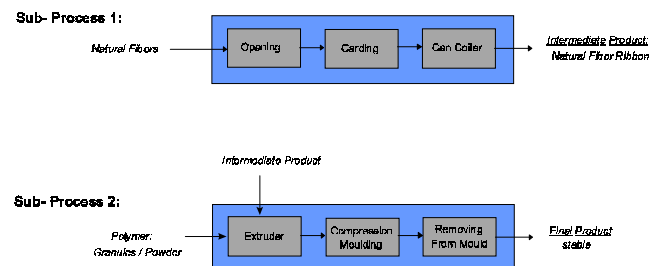 Sub- Process 1:
Natural Fibers
Opening
Carding
Can Coiler
Intermediate Product:
Natural Floor Ribbon
Intermediate Product
Sub- Process 2:
Polymer:
Granules / Powder
Extruder
Compression
Moulding
Removing
From Mould
Final Product
stable